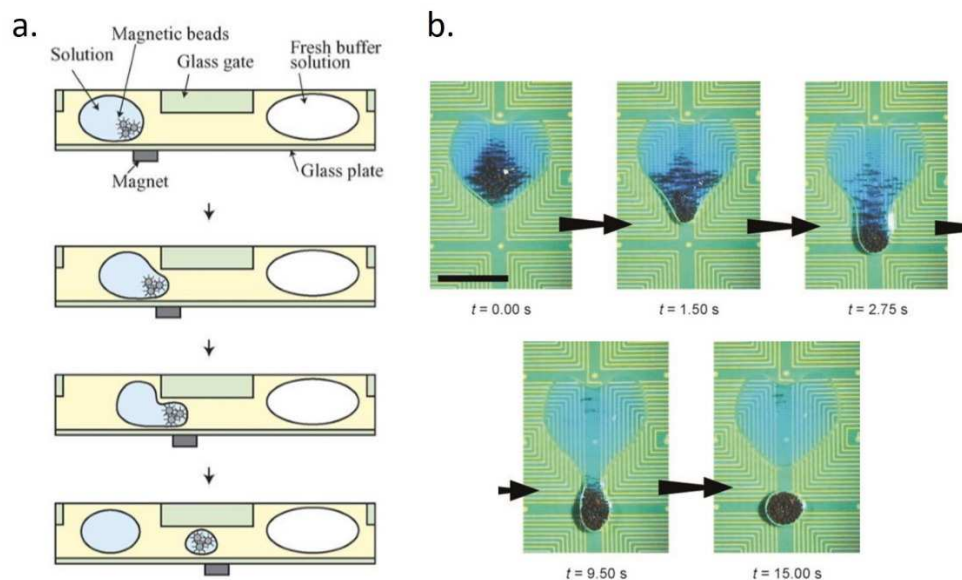 a.
Magnetic beads
Solution
Glass gate
Fresh buffer
solution
Magnet
Glass plate
b.
t = 0.00 s
t = 1.50 s
t = 2.75 s
t = 9.50 s
t = 15.00 s